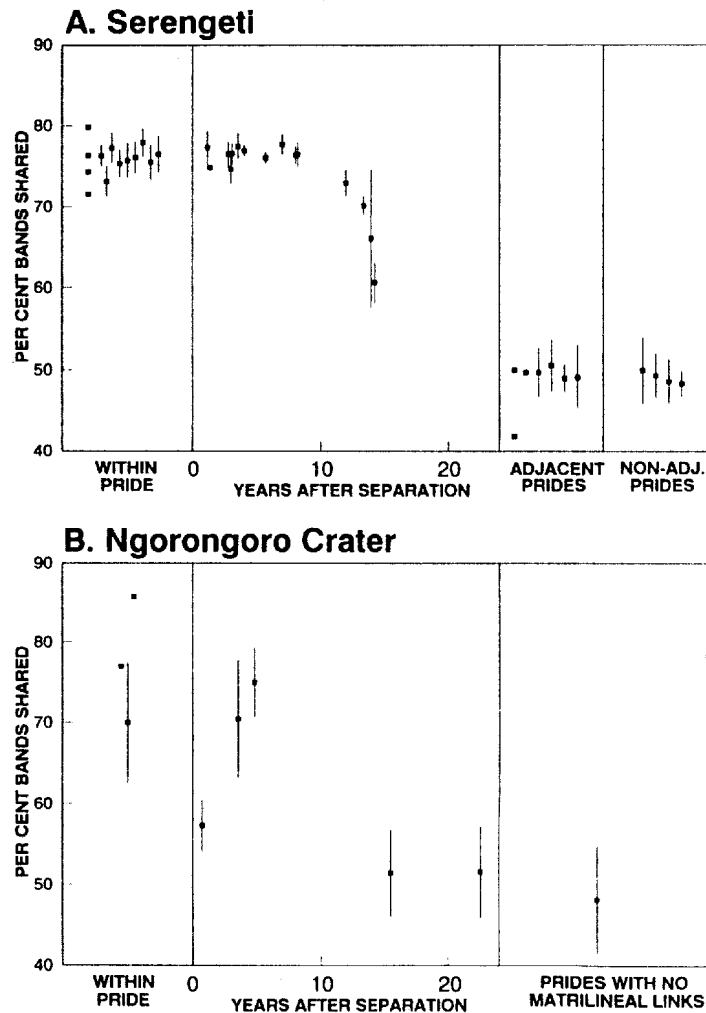 A. Serengeti
90
80
70
60
50
40
PER CENT BANDS SHARED
WITHIN PRIDE
0
10
20
YEARS AFTER SEPARATION
ADJACENT PRIDES
NON-ADJ. PRIDES
B. Ngorongoro Crater
90
80
70
60
50
40
PER CENT BANDS SHARED
WITHIN PRIDE
0
10
20
YEARS AFTER SEPARATION
PRIDES WITH NO
MATRILINEAL LINKS